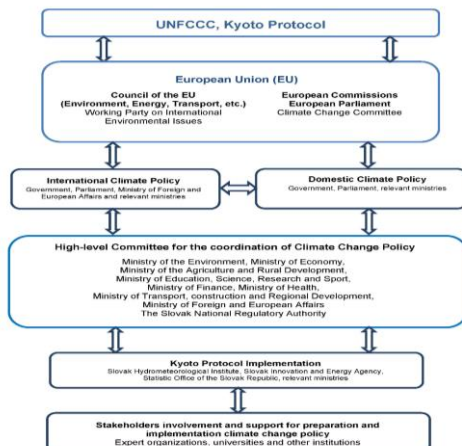 UNFCCC, Kyoto Protocol
European Union (EU)
Council of the EU
(Environment, Energy, Transport, etc.)
Working Party on International
Environmental Issues
European Commissions
European Parliament
Climate Change Committee
International Climate Policy
Government, Parliament, Ministry of Foreign and
European Affairs and relevant ministries
Domestic Climate Policy
Government, Parliament, relevant ministries
High-level Committee for the coordination of Climate Change Policy
Ministry of the Environment, Ministry of Economy,
Ministry of the Agriculture and Rural Development,
Ministry of Education, Science, Research and Sport,
Ministry of Finance, Ministry of Health,
Ministry of Transport, construction and Regional Development,
Ministry of Foreign and European Affairs
The Slovak National Regulatory Authority
Kyoto Protocol Implementation
Slovak Hydrometeorological Institute, Slovak Innovation and Energy Agency,
Statistic Office of the Slovak Republic, relevant ministries
Stakeholders involvement and support for preparation and
implementation climate change policy
Expert organizations, universities and other institutions